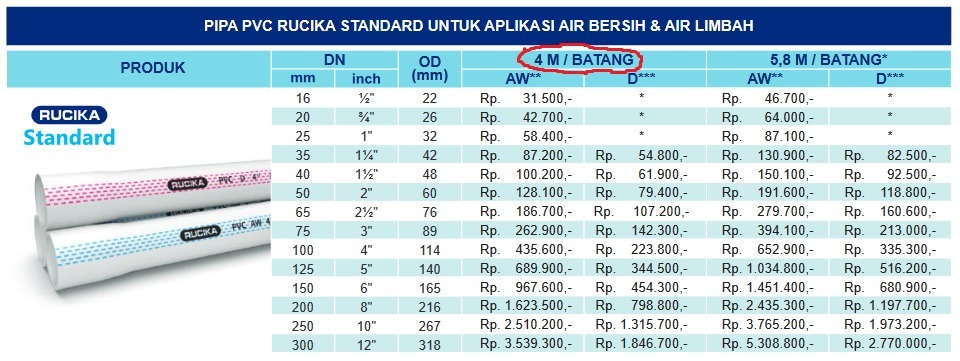 PIPA PVC RUCIKA STANDARD UNTUK APLIKASI AIR BERSIH & AIR LIMBAH
PRODUK DN OD (mm) 4 M / BATANG 5,8 M / BATANG*
mm inch AW** D*** AW** D***
16 ½" 22 Rp. 31.500,- * Rp. 46.700,- *
20 ¾" 26 Rp. 42.700,- * Rp. 64.000,- *
25 1" 32 Rp. 58.400,- * Rp. 87.100,- *
35 1¼" 42 Rp. 87.200,- Rp. 54.800,- Rp. 130.900,- Rp. 82.500,-
40 1½" 48 Rp. 100.200,- Rp. 61.900,- Rp. 150.100,- Rp. 92.500,-
50 2" 60 Rp. 128.100,- Rp. 79.400,- Rp. 191.600,- Rp. 118.800,-
65 2½" 76 Rp. 186.700,- Rp. 107.200,- Rp. 279.700,- Rp. 160.600,-
75 3" 89 Rp. 262.900,- Rp. 142.300,- Rp. 394.100,- Rp. 213.000,-
100 4" 114 Rp. 435.600,- Rp. 223.800,- Rp. 652.900,- Rp. 335.300,-
125 5" 140 Rp. 689.900,- Rp. 344.500,- Rp. 1.034.800,- Rp. 516.200,-
150 6" 165 Rp. 967.600,- Rp. 454.300,- Rp. 1.451.400,- Rp. 680.900,-
200 8" 216 Rp. 1.623.500,- Rp. 798.800,- Rp. 2.435.300,- Rp. 1.197.700,-
250 10" 267 Rp. 2.510.200,- Rp. 1.315.700,- Rp. 3.765.200,- Rp. 1.973.200,-
300 12" 318 Rp. 3.539.300,- Rp. 1.846.700,- Rp. 5.308.800,- Rp. 2.770.000,-
RUCIKA
Standard
RUCIKA PVC D 4"
RUCIKA PVC AW 4